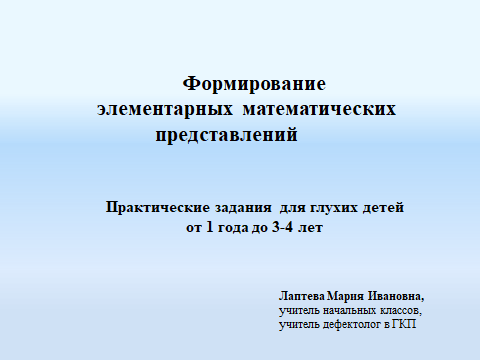 Формирование
элементарных математических
представлений
Практические задания для глухих детей
от 1 года до 3-4 лет
Лаптева Мария Ивановна,
учитель начальных классов,
учитель дефектолог в ГКП